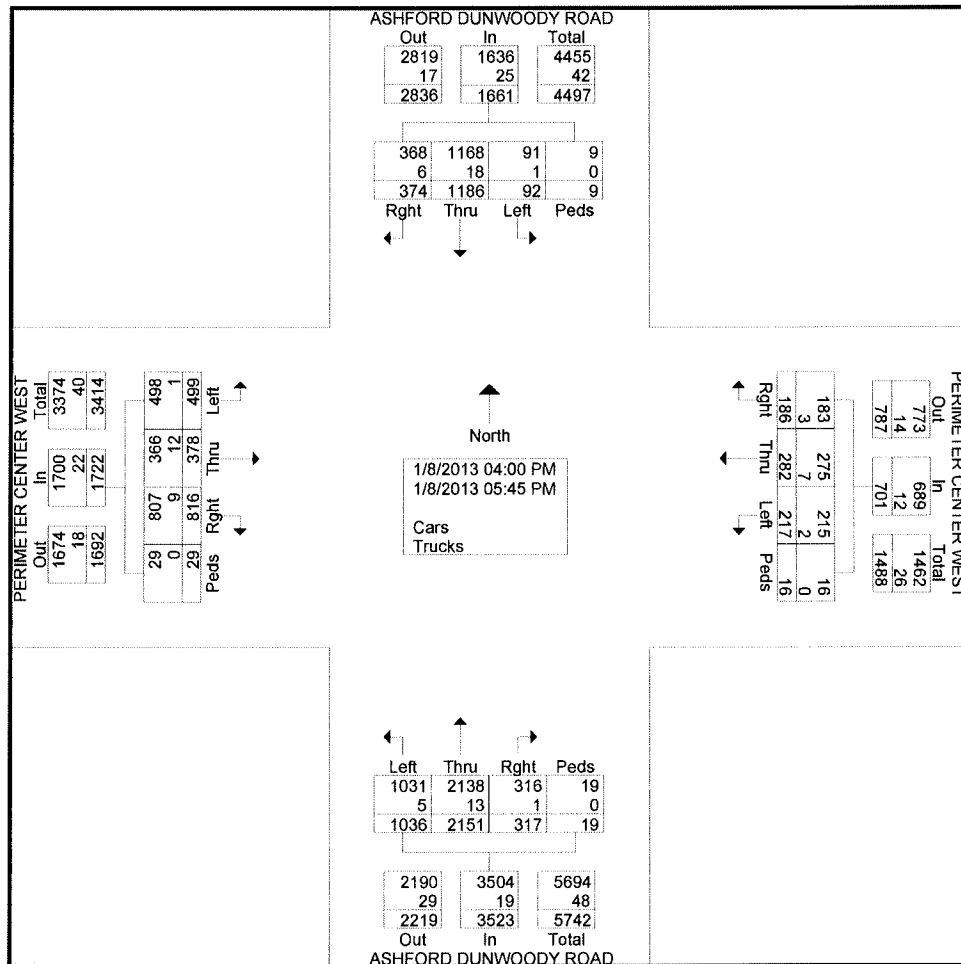 ASHFORD DUNWOODY ROAD
Out In Total
2819 1636 4455
17 25 42
2836 1661 4497
368 1168 91 9
6 18 1 0
374 1186 92 9
Rght Thru Left Peds
PERIMETER CENTER WEST
Total In Out
3374 1700 1674
40 22 18
3414 1722 1692
498 366 807 29
1 12 9 0
499 378 816 29
Left Thru Rght Peds
North
1/8/2013 04:00 PM
1/8/2013 05:45 PM
Cars
Trucks
PERIMETER CENTER WEST
Out In Total
773 689 1462
14 12 26
787 701 1488
183 275 215 16
3 7 2 0
186 282 217 16
Rght Thru Left Peds
Left Thru Rght Peds
1031 2138 316 19
5 13 1 0
1036 2151 317 19
2190 3504 5694
29 19 48
2219 3523 5742
Out In Total
ASHFORD DUNWOODY ROAD